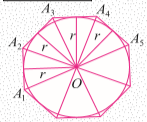 A₃ A₄
A₂ r r r A₅
r
A₁ O